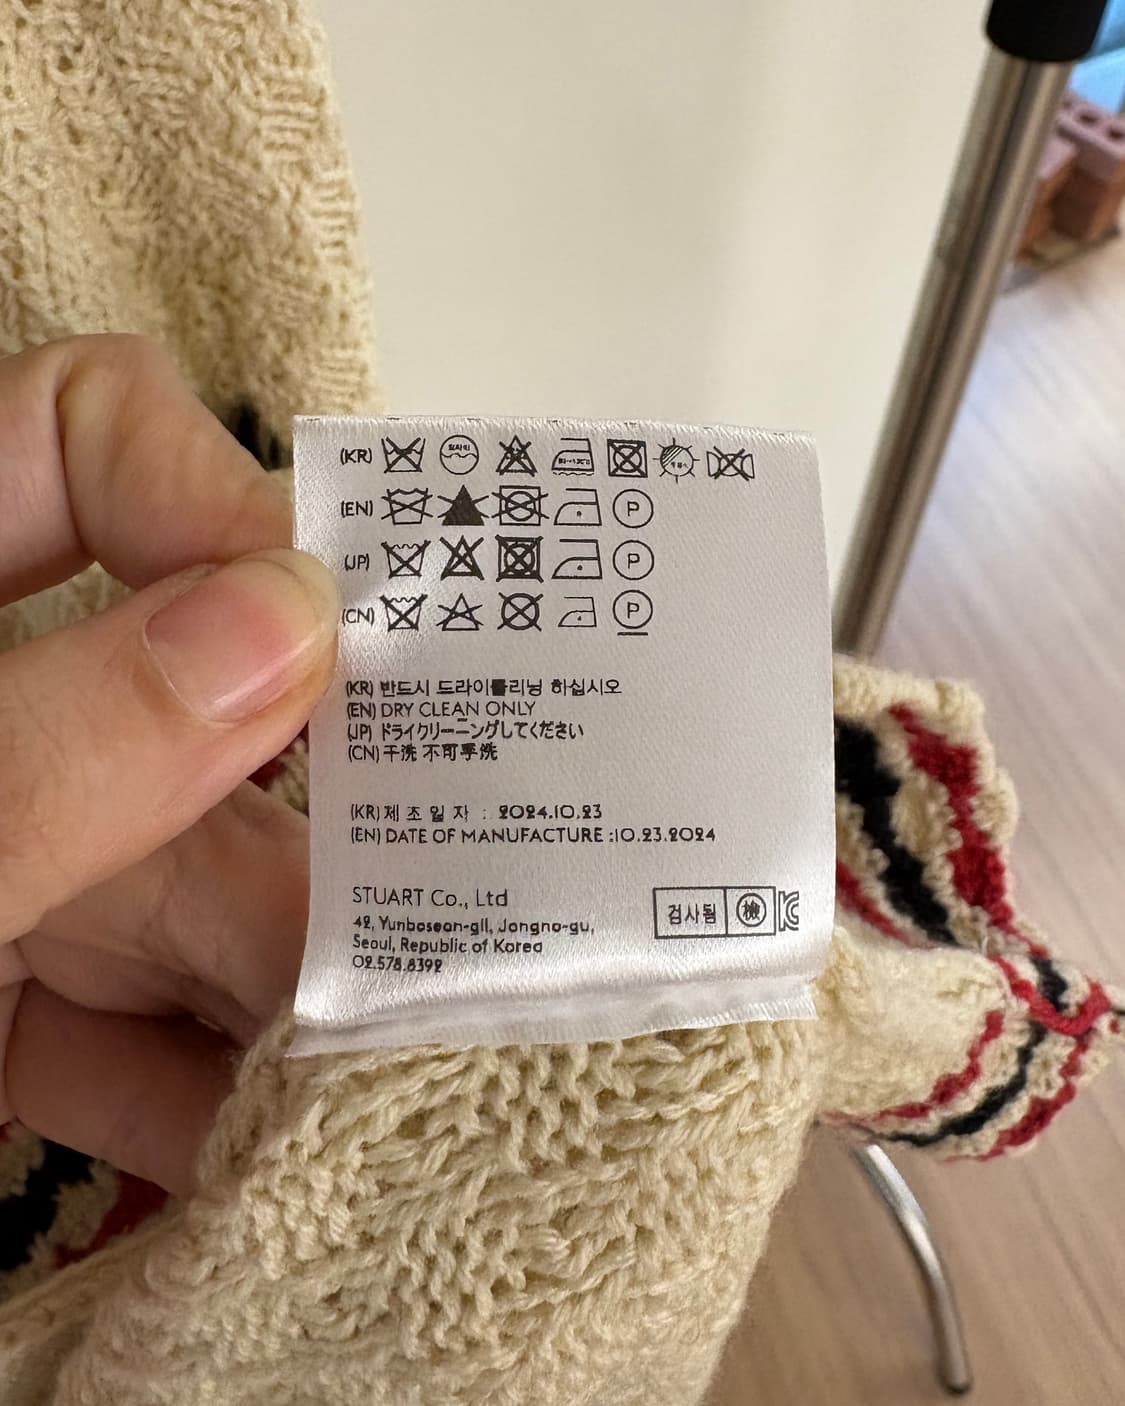 (KR)
(EN) P
(JP) P
(CN) P
(KR) 반드시 드라이클리닝 하십시오
(EN) DRY CLEAN ONLY
(JP) ドライクリーニングしてください
(CN) 干洗 不可手洗
(KR) 제 조 일 자 : 2024.10.23
(EN) DATE OF MANUFACTURE :10.23.2024
STUART Co., Ltd
42, Yunboseon-gil, Jongno-gu,
Seoul, Republic of Korea
02.578.8392
검사됨 檢 KC